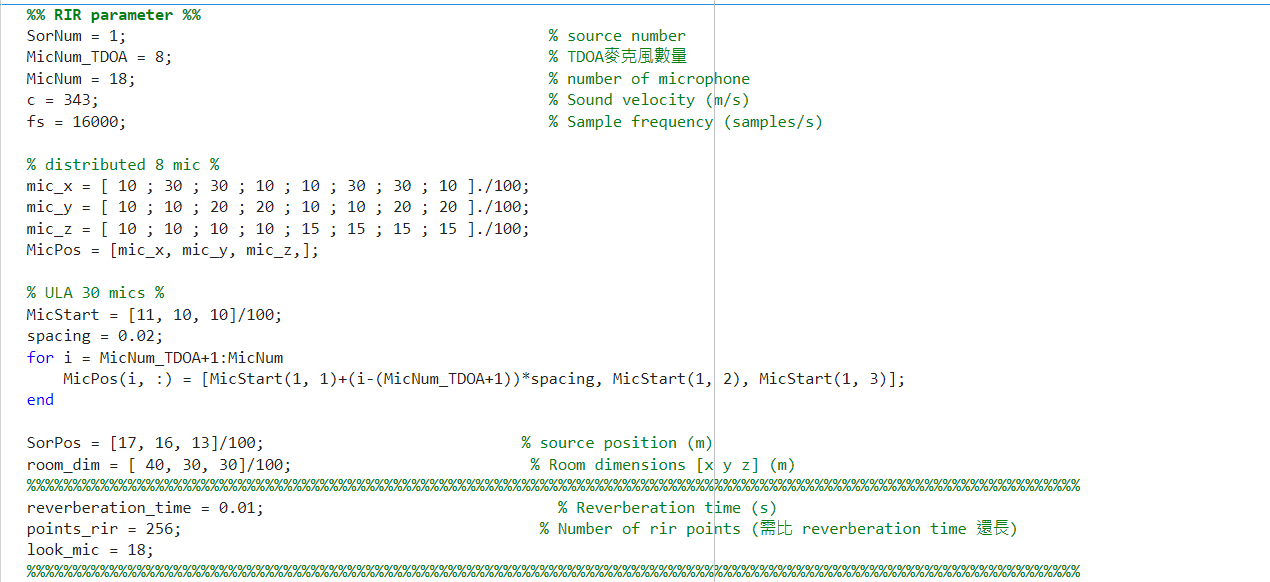 %% RIR parameter %%
SorNum = 1; % source number
MicNum_TDOA = 8; % TDOA麥克風數量
MicNum = 18; % number of microphone
c = 343; % Sound velocity (m/s)
fs = 16000; % Sample frequency (samples/s)
% distributed 8 mic %
mic_x = [ 10 ; 30 ; 30 ; 10 ; 10 ; 30 ; 30 ; 10 ]./100;
mic_y = [ 10 ; 10 ; 20 ; 20 ; 10 ; 10 ; 20 ; 20 ]./100;
mic_z = [ 10 ; 10 ; 10 ; 10 ; 15 ; 15 ; 15 ; 15 ]./100;
MicPos = [mic_x, mic_y, mic_z,];
% ULA 30 mics %
MicStart = [11, 10, 10]/100;
spacing = 0.02;
for i = MicNum_TDOA+1:MicNum
MicPos(i, :) = [MicStart(1, 1)+(i-(MicNum_TDOA+1))*spacing, MicStart(1, 2), MicStart(1, 3)];
end
SorPos = [17, 16, 13]/100; % source position (m)
room_dim = [ 40, 30, 30]/100; % Room dimensions [x y z] (m)
%%%%%%%%%%%%%%%%%%%%%%%%%%%%%%%%%%%%%%%%%%%%%%%%%%%%%%%%%%%%%%%%%%%%%%%%%%%%%%%%%%%%%%%%%%%%%%%%%%%%%%%%%%%%%%%%%%%%%
reverberation_time = 0.01; % Reverberation time (s)
points_rir = 256; % Number of rir points (需比 reverberation time 還長)
look_mic = 18;
%%%%%%%%%%%%%%%%%%%%%%%%%%%%%%%%%%%%%%%%%%%%%%%%%%%%%%%%%%%%%%%%%%%%%%%%%%%%%%%%%%%%%%%%%%%%%%%%%%%%%%%%%%%%%%%%%%%%%